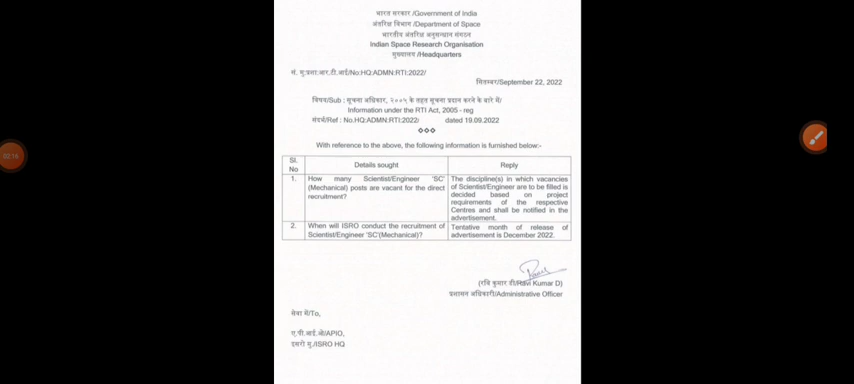 भारत सरकार /Government of India
अंतरिक्ष विभाग /Department of Space
भारतीय अंतरिक्ष अनुसन्धान संगठन
Indian Space Research Organisation
मुख्यालय /Headquarters
सं. मु:प्रशा:आर.टी.आई/No:HQ:ADMN:RTI:2022/
सितम्बर/September 22, 2022
विषय/Sub : सूचना अधिकार, २००५ के तहत सूचना प्रदान करने के बारे में/
Information under the RTI Act, 2005 - reg
संदर्भ/Ref : No.HQ:ADMN:RTI:2022/ dated 19.09.2022
With reference to the above, the following information is furnished below:-
Sl. No Details sought Reply
1. How many Scientist/Engineer 'SC' (Mechanical) posts are vacant for the direct recruitment?
The discipline(s) in which vacancies
of Scientist/Engineer are to be filled is
decided based on project
requirements of the respective
Centres and shall be notified in the
advertisement.
2. When will ISRO conduct the recruitment of
Scientist/Engineer 'SC'(Mechanical)?
Tentative month of release of
advertisement is December 2022.
(रवि कुमार डी/Ravi Kumar D)
प्रशासन अधिकारी/Administrative Officer
सेवा में/To,
ए.पी.आई.ओ/APIO,
इसरो मु./ISRO HQ
02:16